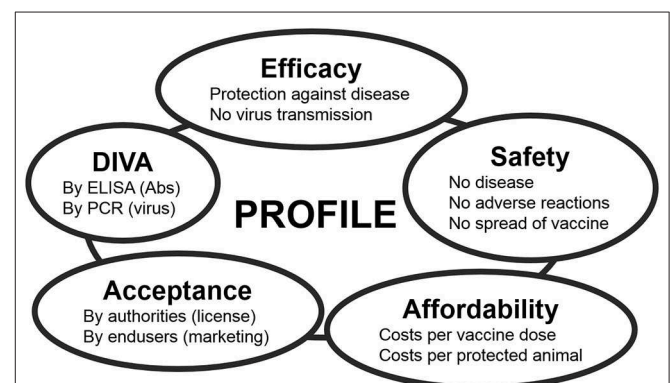 Efficacy
Protection against disease
No virus transmission
DIVA
By ELISA (Abs)
By PCR (virus)
Safety
No disease
No adverse reactions
No spread of vaccine
PROFILE
Acceptance
By authorities (license)
By endusers (marketing)
Affordability
Costs per vaccine dose
Costs per protected animal